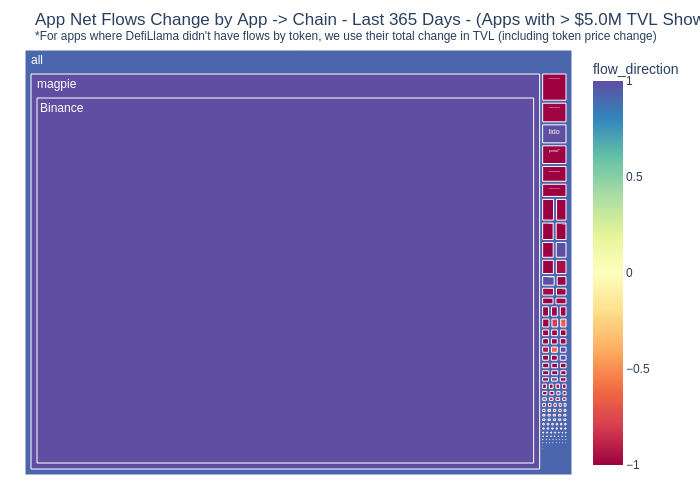 App Net Flows Change by App -> Chain - Last 365 Days - (Apps with > $5.0M TVL Show
*For apps where DefiLlama didn't have flows by token, we use their total change in TVL (including token price change)
all
magpie
Binance
lido
flow_direction
1
0.5
0
−0.5
−1